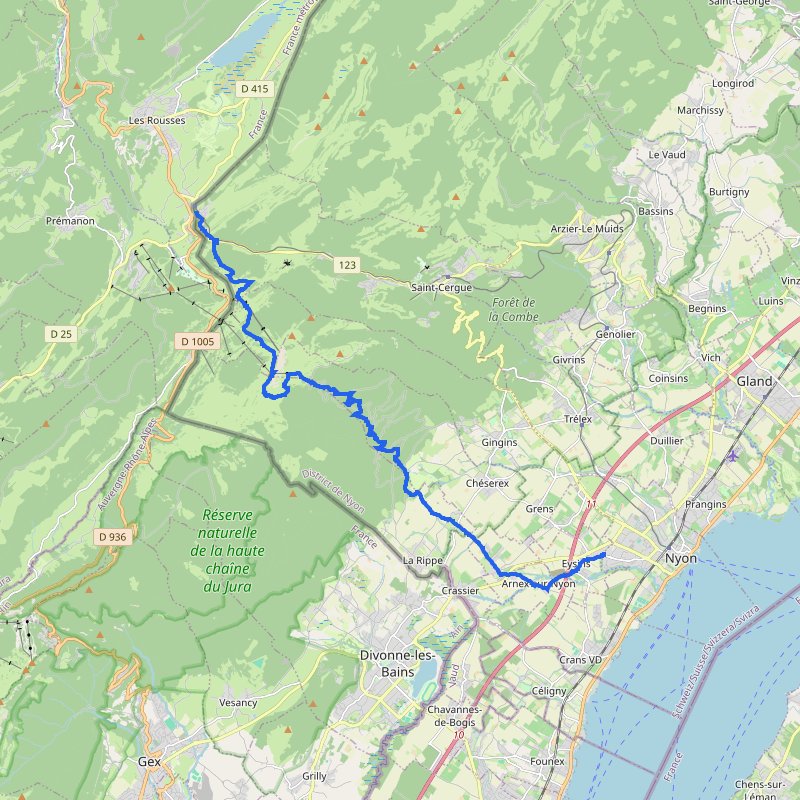 Saint-George
France métro
Longirod
D 415
Marchissy
Les Rousses
France
Le Vaud
Burtigny
Bassins
Prémanon
Arzier-Le Muids
123
Saint-Cergue
Forêt de
la Combe
Begnins
Luins
Vinz
D 25
Genolier
D 1005
Givrins
Vich
Coinsins
Gland
Trélex
Auvergne-Rhône-Alpes
Gingins
Duillier
District de Nyon
France
Chéserex
Prangins
11
Grens
Réserve
naturelle
de la haute
chaîne
du Jura
D 936
La Rippe
Eysins
Nyon
Crassier
Arnex-sur-Nyon
Ain
Vaud
Divonne-les-
Bains
Crans VD
Schweiz/Suisse/Svizzera/Svizra
France
Céligny
Vesancy
Chavannes-
de-Bogis
10
Gex
Founex
Grilly
Chens-sur-
Léman